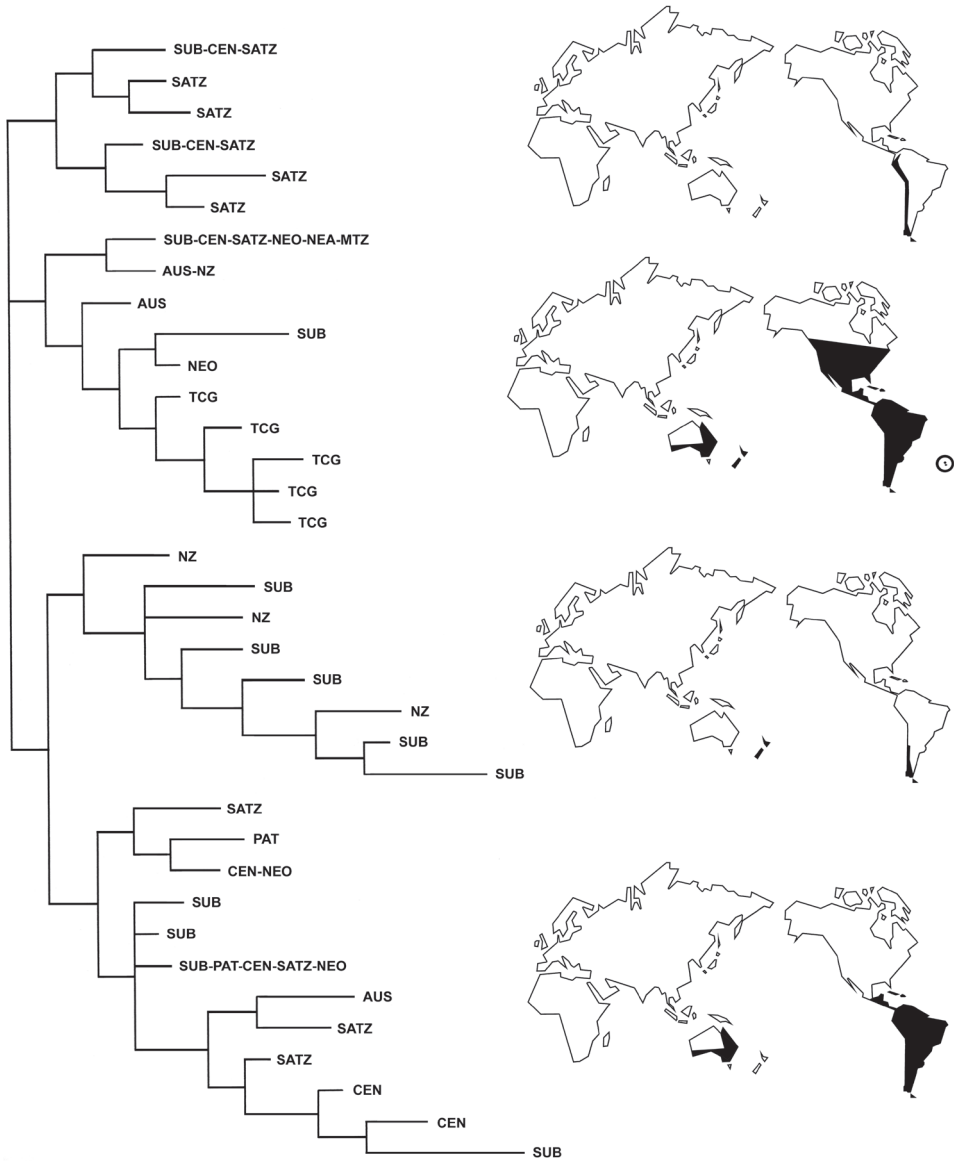 SUB-CEN-SATZ
SATZ
SATZ
SUB-CEN-SATZ
SATZ
SATZ
SUB-CEN-SATZ-NEO-NEA-MTZ
AUS-NZ
AUS
SUB
NEO
TCG
TCG
TCG
TCG
TCG
NZ
SUB
NZ
SUB
SUB
NZ
SUB
SUB
SATZ
PAT
CEN-NEO
SUB
SUB
SUB-PAT-CEN-SATZ-NEO
AUS
SATZ
SATZ
CEN
CEN
SUB